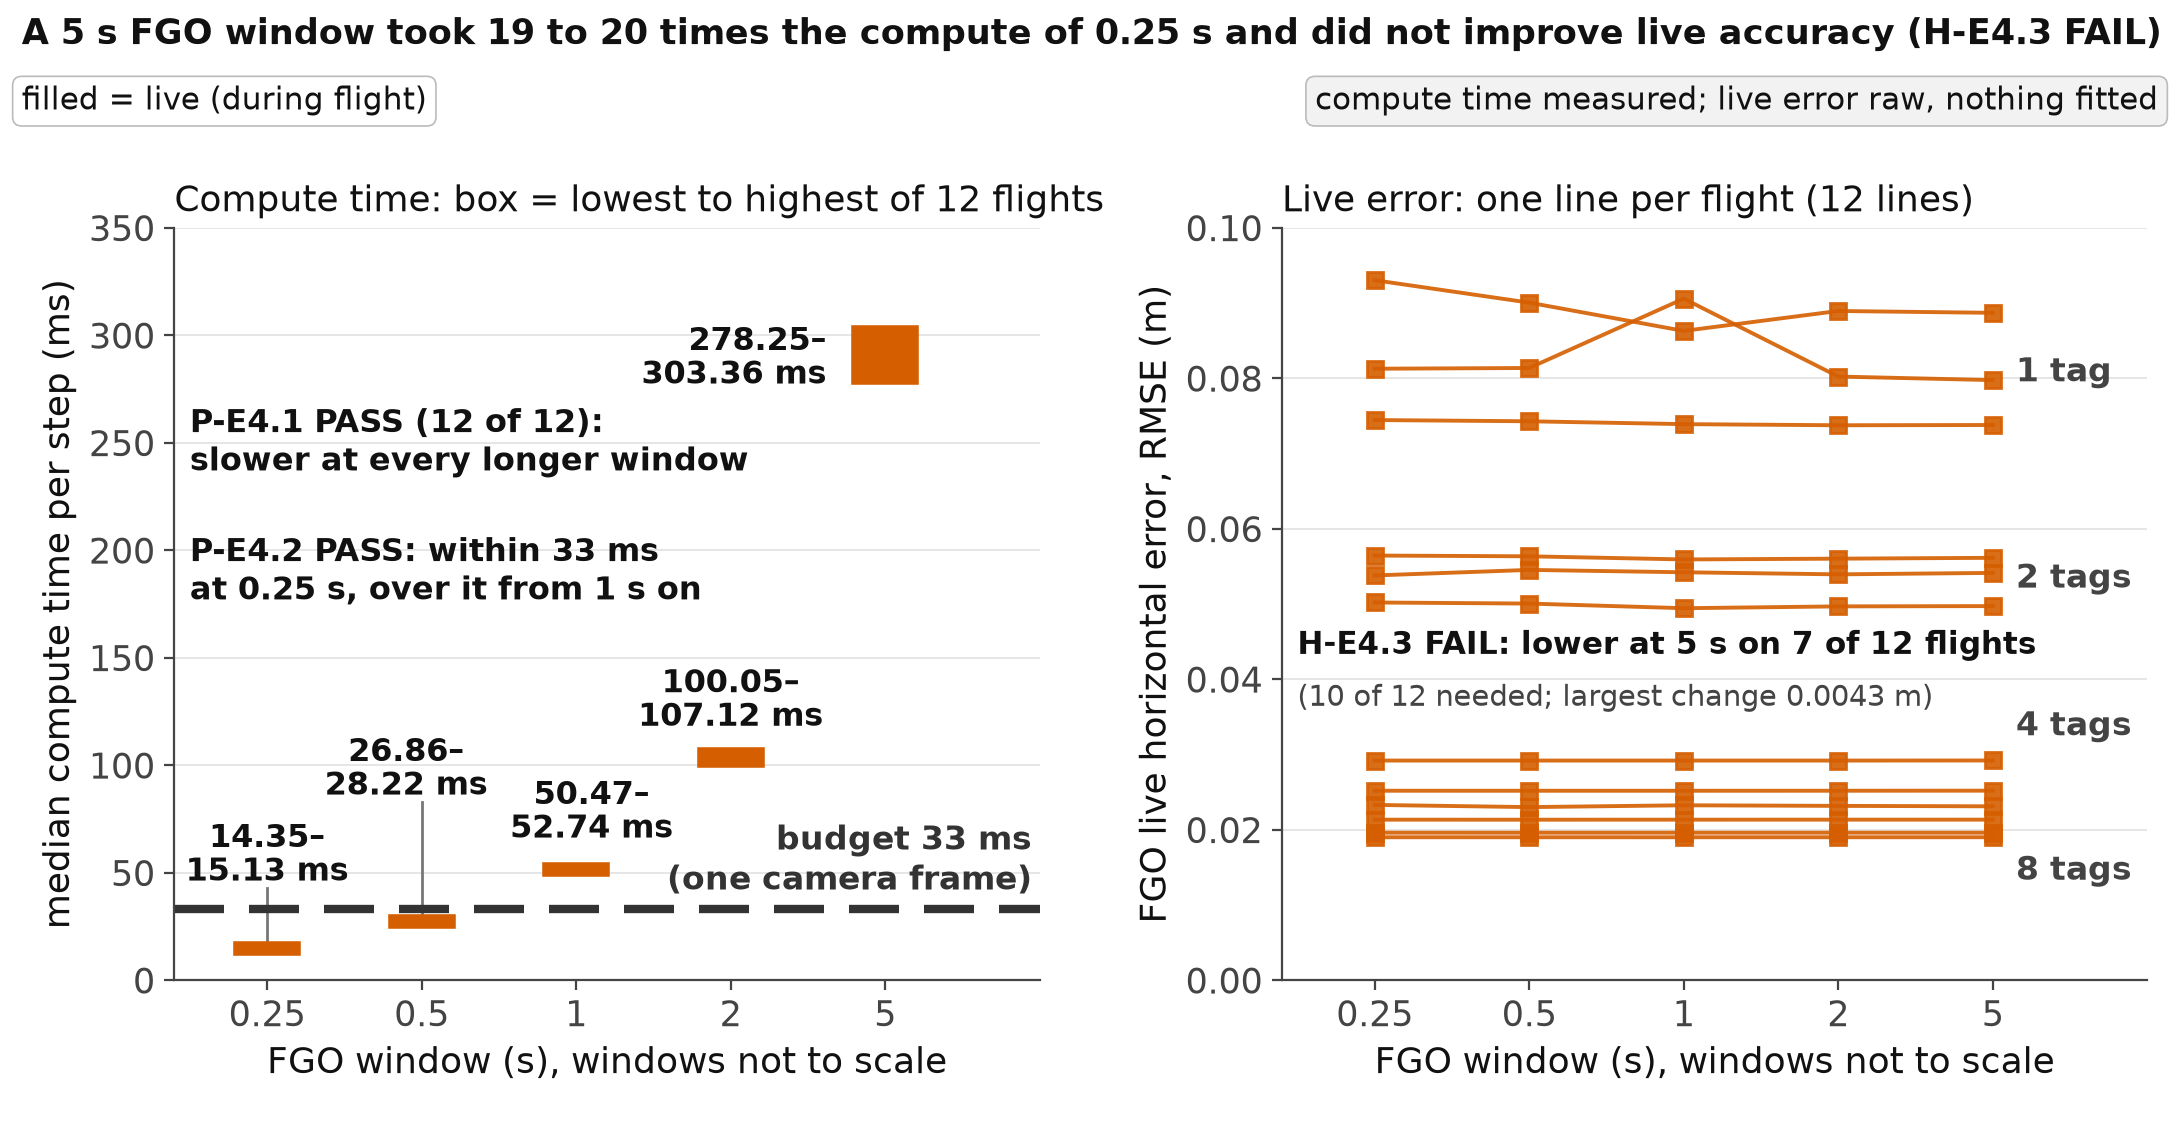 A 5 s FGO window took 19 to 20 times the compute of 0.25 s and did not improve live accuracy (H-E4.3 FAIL)
filled = live (during flight)
compute time measured; live error raw, nothing fitted
Compute time: box = lowest to highest of 12 flights
median compute time per step (ms)
350
300
250
200
150
100
50
0
278.25–
303.36 ms
P-E4.1 PASS (12 of 12):
slower at every longer window
P-E4.2 PASS: within 33 ms
at 0.25 s, over it from 1 s on
100.05–
107.12 ms
26.86–
28.22 ms
50.47–
52.74 ms
14.35–
15.13 ms
budget 33 ms
(one camera frame)
0.25
0.5
1
2
5
FGO window (s), windows not to scale
Live error: one line per flight (12 lines)
FGO live horizontal error, RMSE (m)
0.10
0.08
0.06
0.04
0.02
0.00
1 tag
2 tags
H-E4.3 FAIL: lower at 5 s on 7 of 12 flights
(10 of 12 needed; largest change 0.0043 m)
4 tags
8 tags
0.25
0.5
1
2
5
FGO window (s), windows not to scale